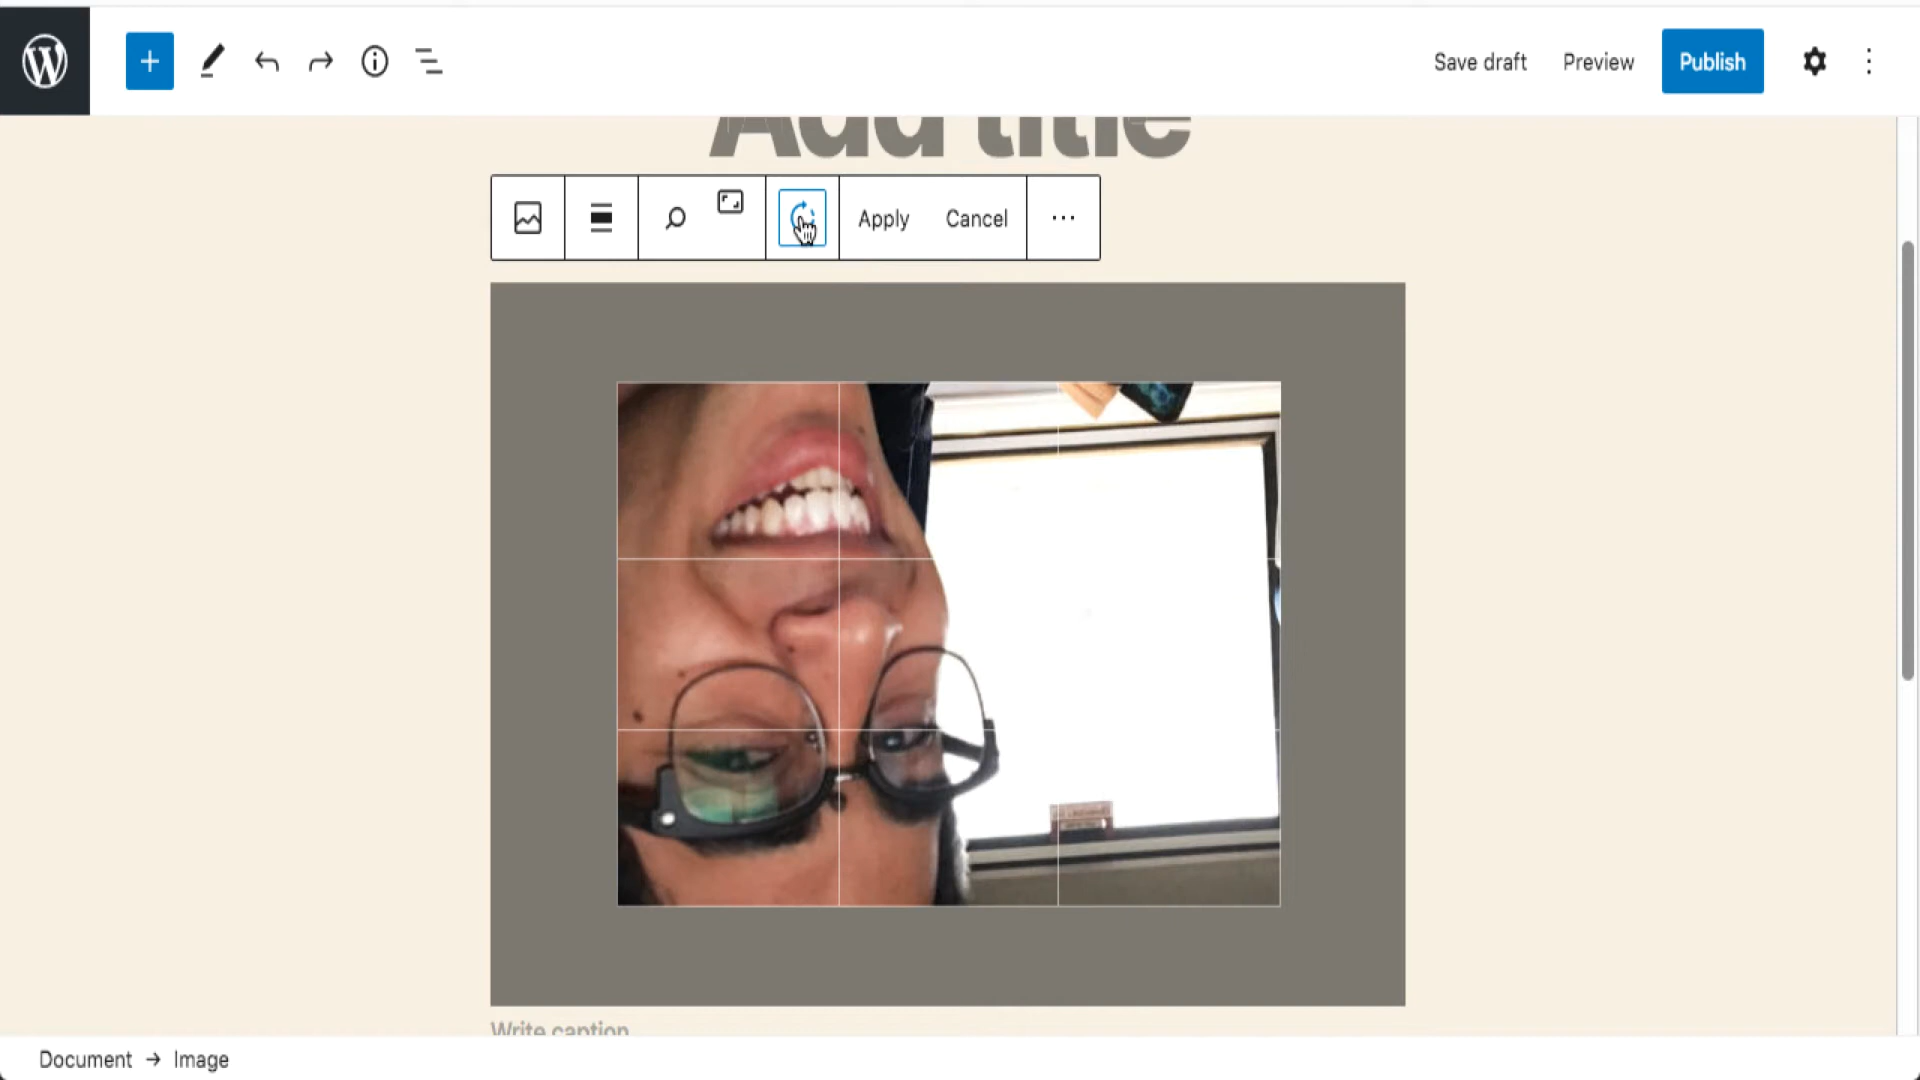 Save draft Preview Publish
Add title
Apply Cancel
Write caption
Document → Image